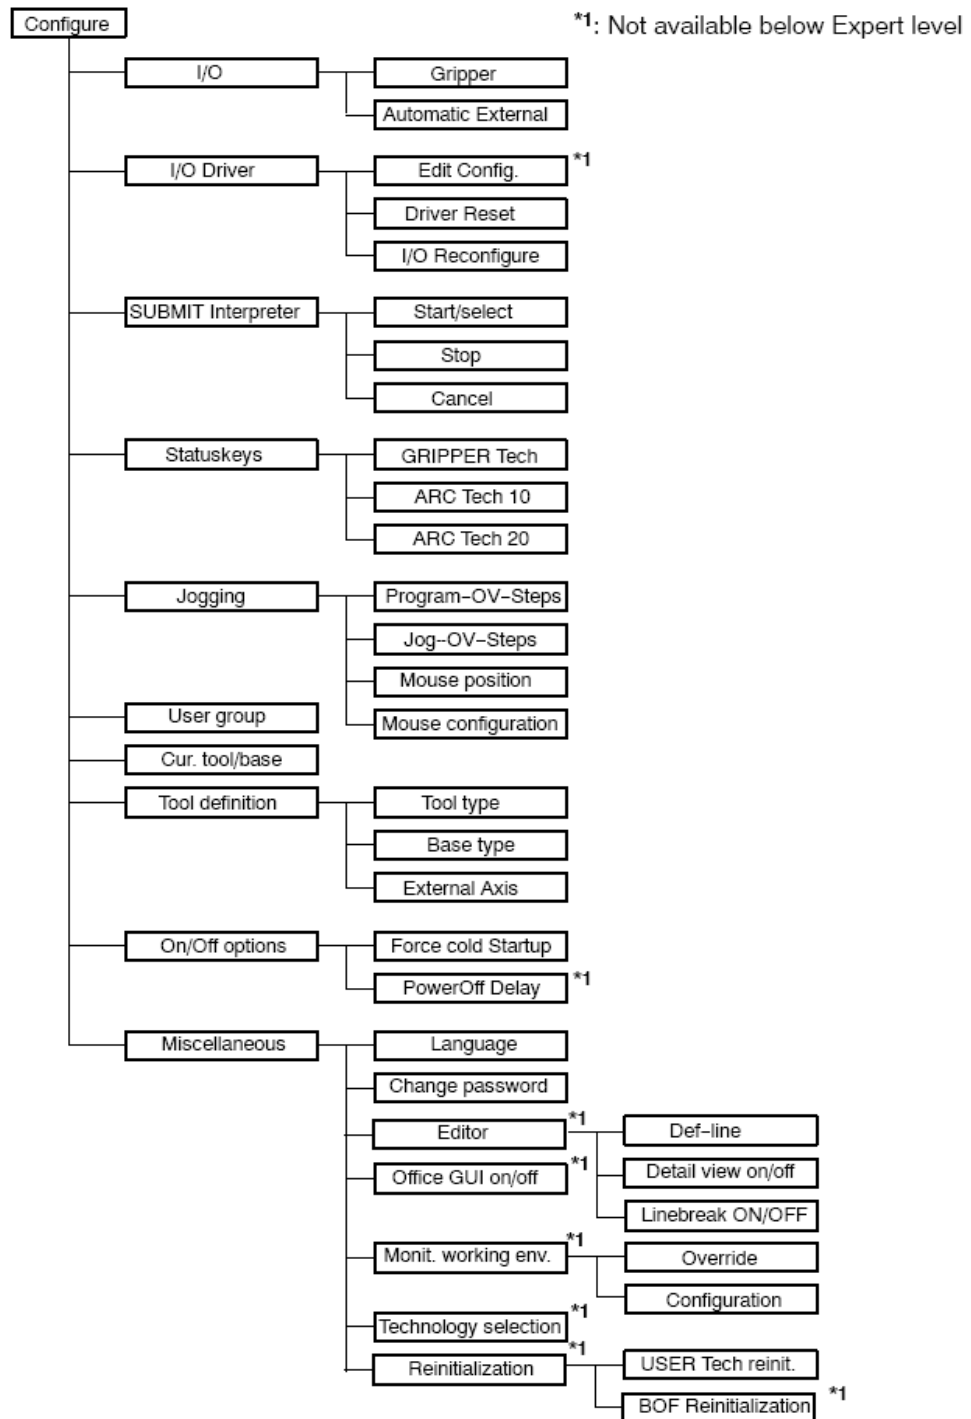 Configure
*1: Not available below Expert level
I/O
Gripper
Automatic External
I/O Driver
Edit Config.
*1
Driver Reset
I/O Reconfigure
SUBMIT Interpreter
Start/select
Stop
Cancel
Statuskeys
GRIPPER Tech
ARC Tech 10
ARC Tech 20
Jogging
Program-OV-Steps
Jog-OV-Steps
Mouse position
Mouse configuration
User group
Cur. tool/base
Tool definition
Tool type
Base type
External Axis
On/Off options
Force cold Startup
PowerOff Delay
*1
Miscellaneous
Language
Change password
Editor
*1
Def-line
Detail view on/off
Linebreak ON/OFF
Office GUI on/off
*1
Monit. working env.
*1
Override
Configuration
Technology selection
*1
Reinitialization
*1
USER Tech reinit.
BOF Reinitialization
*1